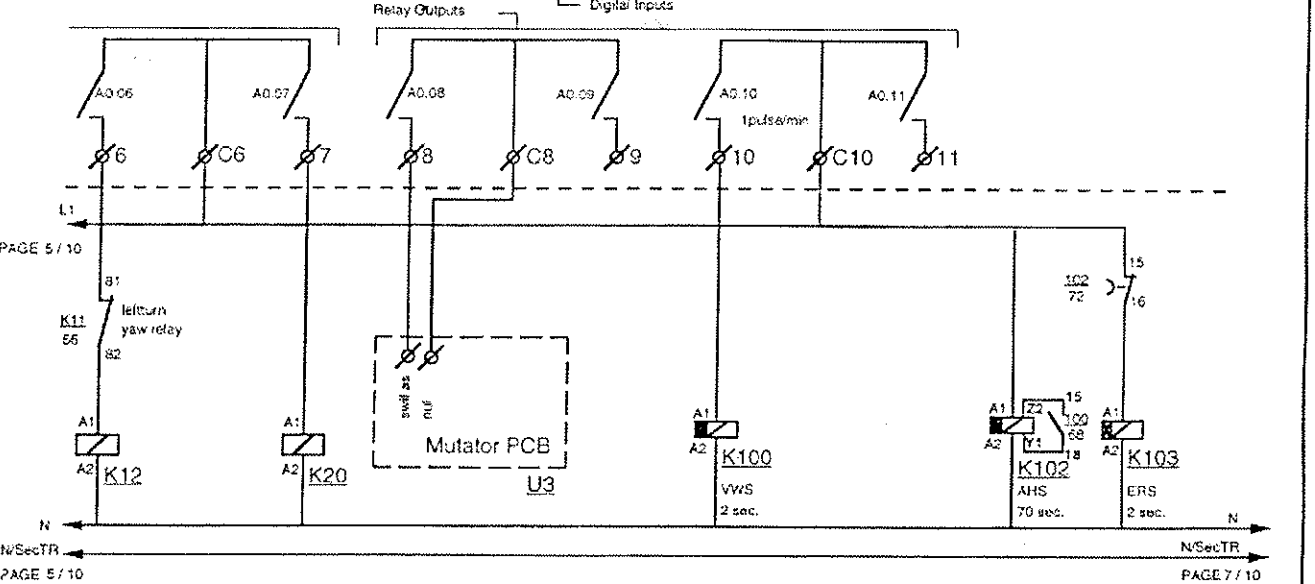 Relay Outputs
Digital Inputs
A0.06
A0.07
A0.08
A0.09
A0.10
1pulse/min
A0.11
6
C6
7
8
C8
9
10
C10
11
L1
PAGE 5 / 10
81
K11
56
leftturn
yaw relay
82
15
102
72
16
Mutator PCB
U3
A1
A2
K12
A1
A2
K20
A1
A2
K100
VWS
2 sec.
A1
A2
Z2
Y1
15
100
68
18
K102
AHS
70 sec.
A1
A2
K103
ERS
2 sec.
N
N
N/SecTR
N/SecTR
PAGE 5 / 10
PAGE 7 / 10